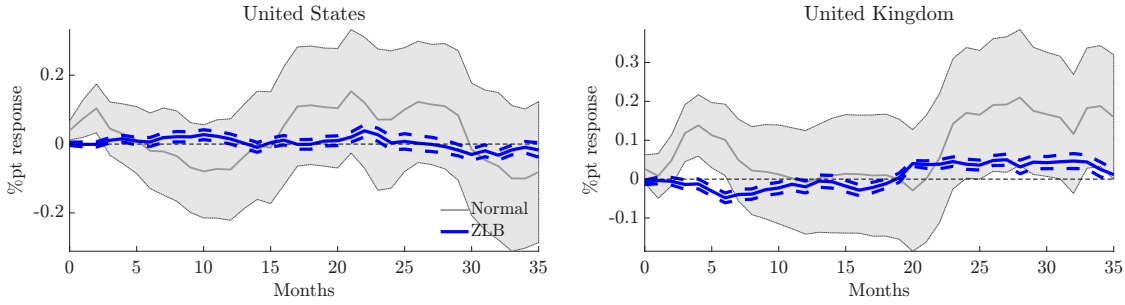 United States
%pt response
0.2
0
-0.2
0 5 10 15 20 25 30 35
Months
Normal
ZLB
United Kingdom
%pt response
0.3
0.2
0.1
0
-0.1
0 5 10 15 20 25 30 35
Months